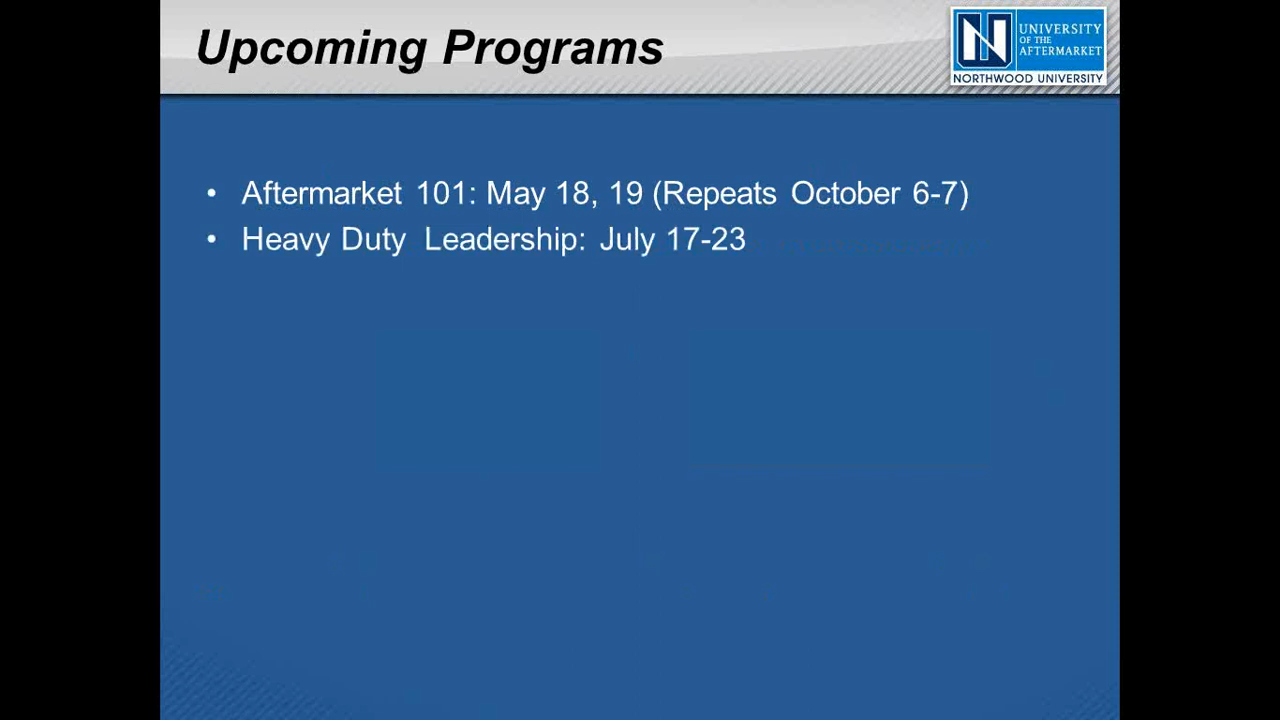 Upcoming Programs
N
UNIVERSITY
OF THE
AFTERMARKET
NORTHWOOD UNIVERSITY
• Aftermarket 101: May 18, 19 (Repeats October 6-7)
• Heavy Duty Leadership: July 17-23